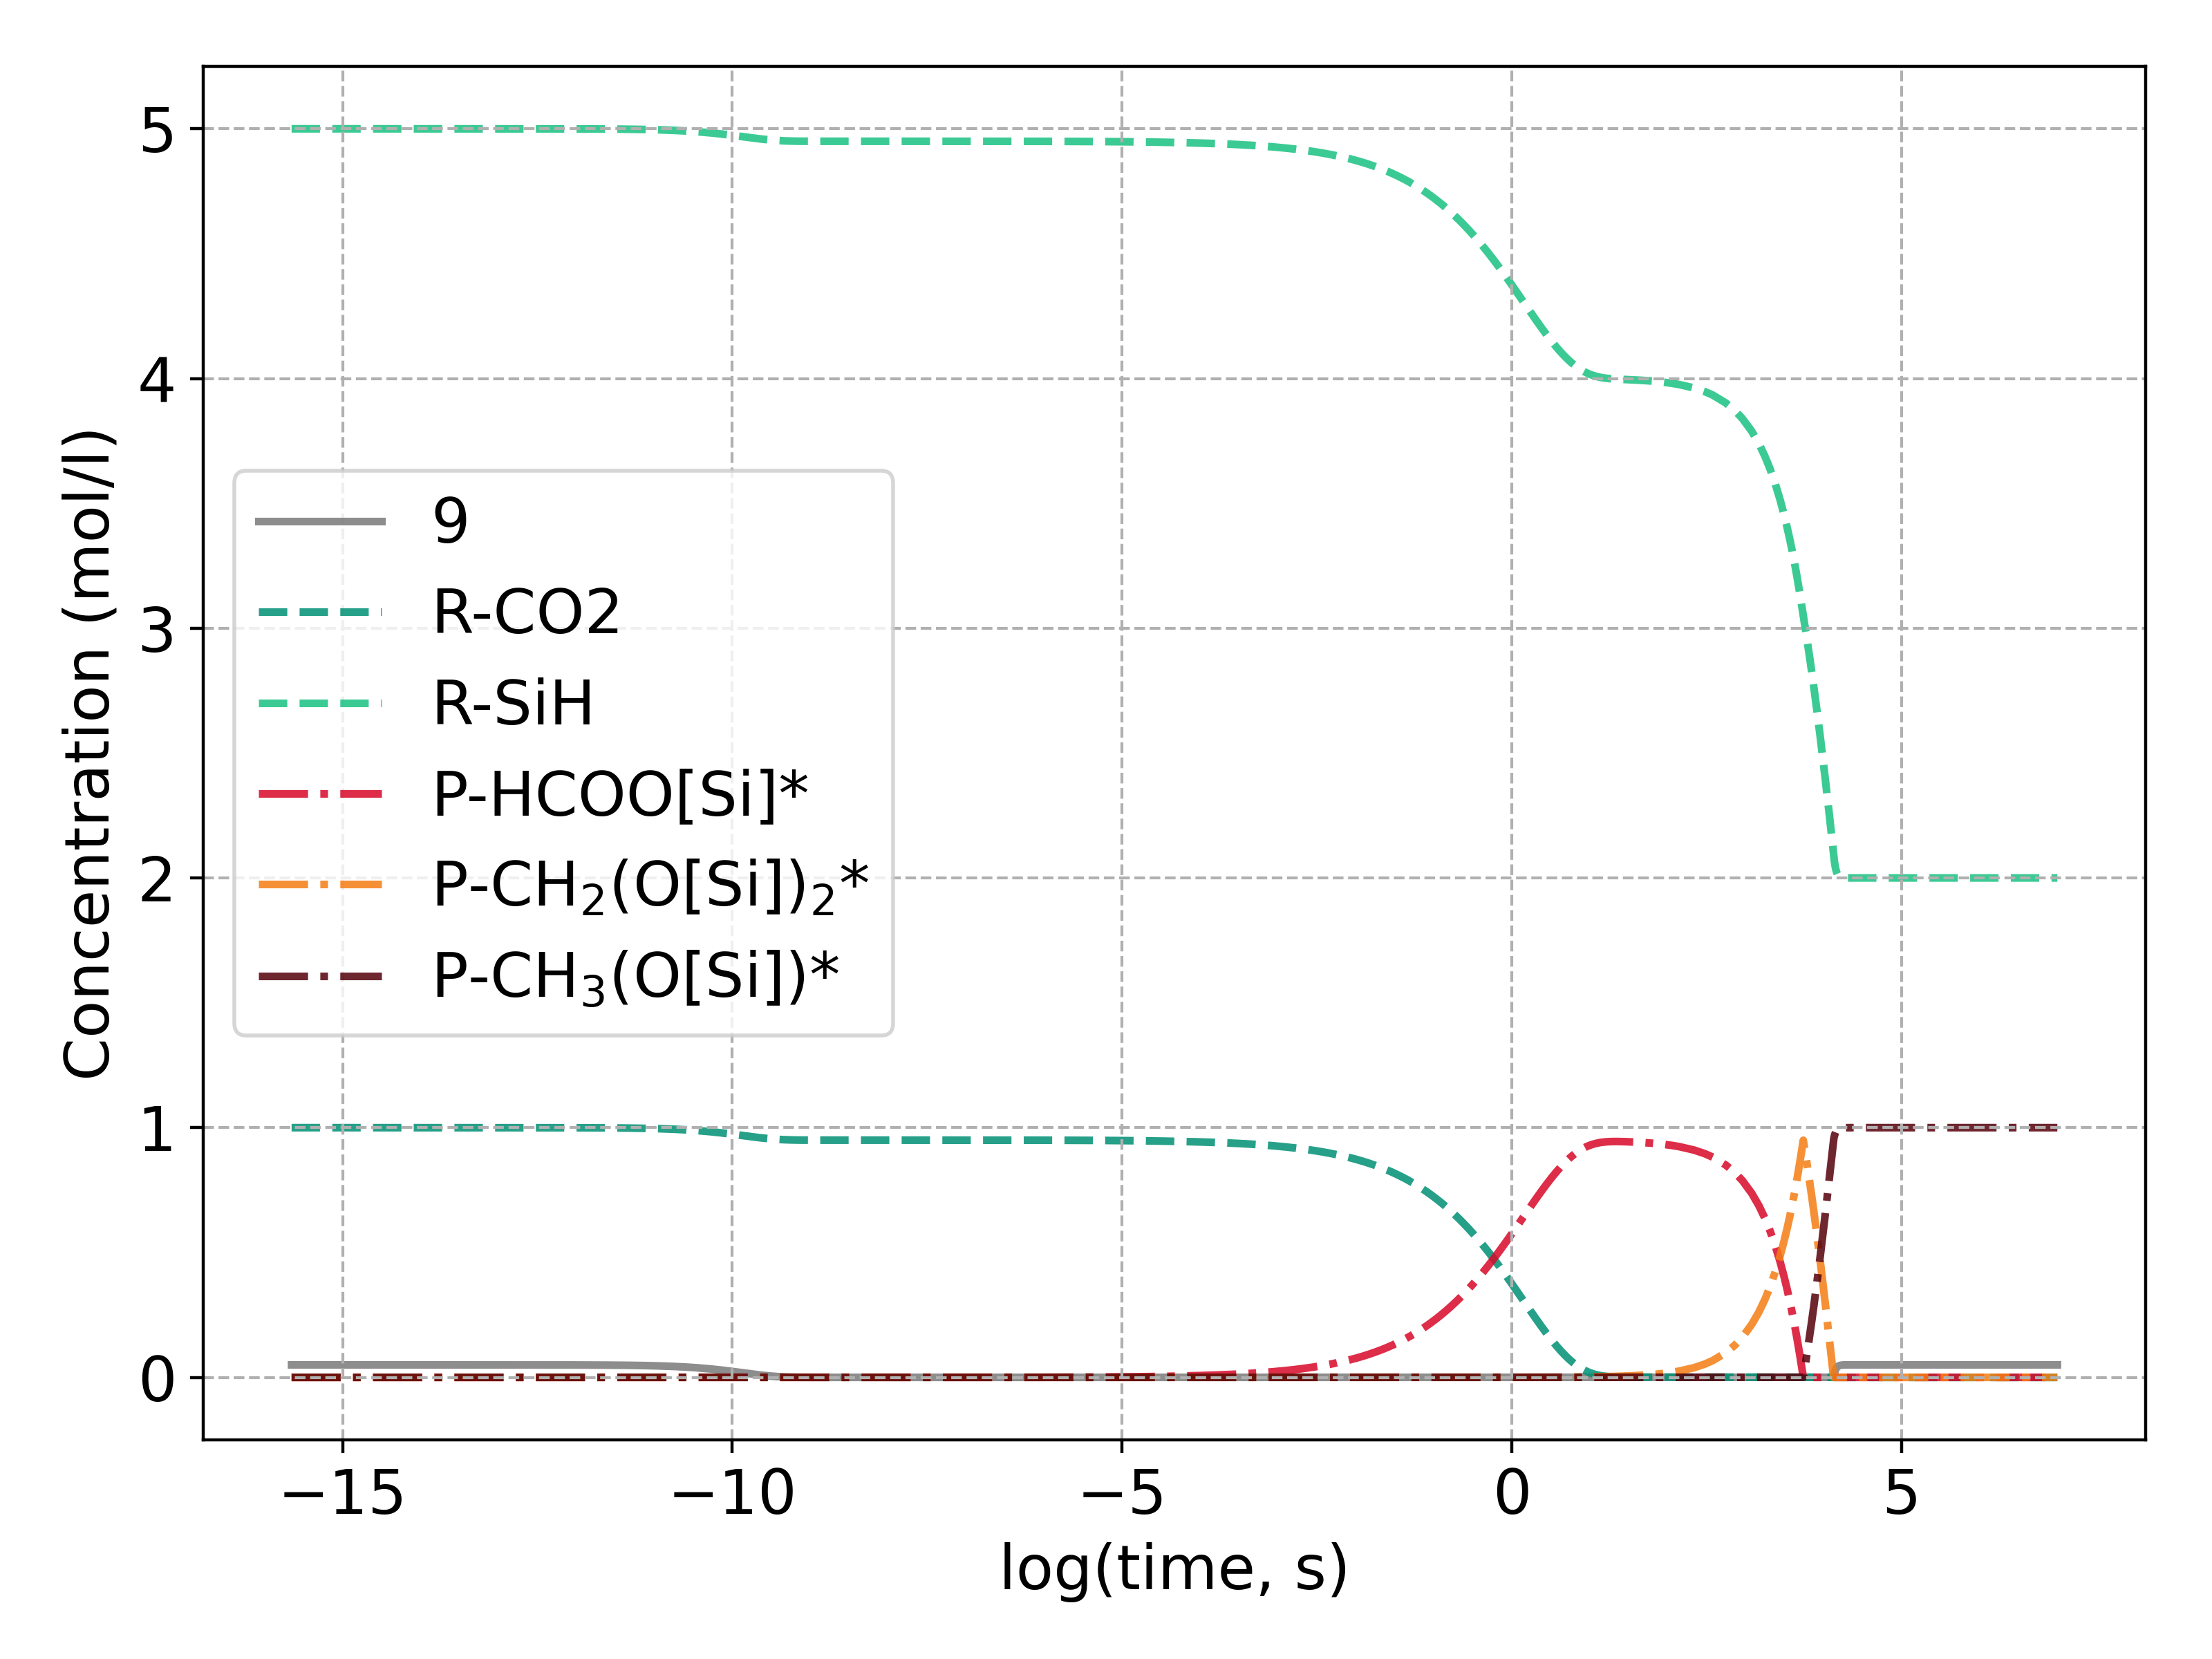 Concentration (mol/l)
5
4
3
2
1
0
9
R-CO2
R-SiH
P-HCOO[Si]*
P-CH₂(O[Si])₂*
P-CH₃(O[Si])*
−15 −10 −5 0 5
log(time, s)